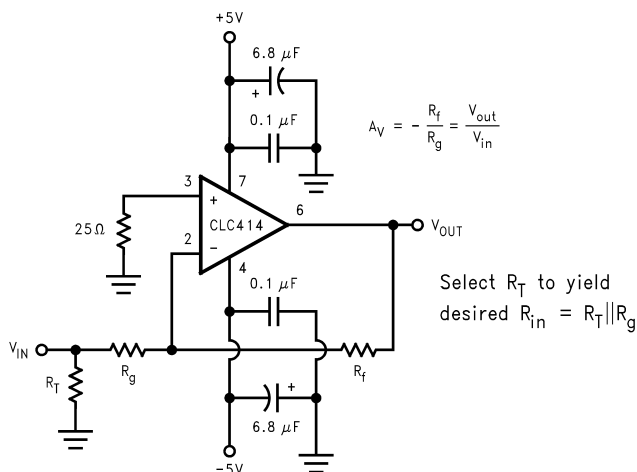 +5V
6.8 μF
+
0.1 μF
A_V = - R_f / R_g = V_out / V_in
3
7
+
6
25Ω
CLC414
V_OUT
2
-
4
0.1 μF
Select R_T to yield
desired R_in = R_T||R_g
V_IN
R_T
R_g
R_f
+
6.8 μF
-5V